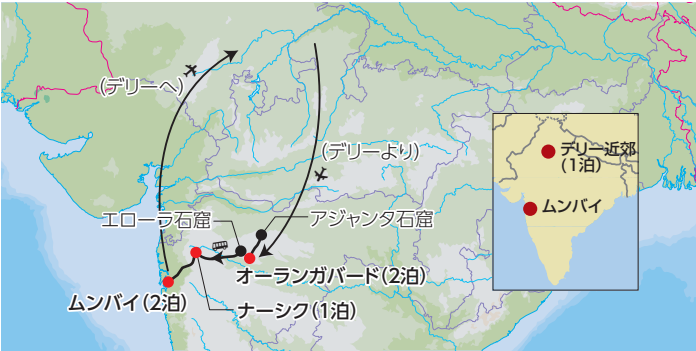 (デリーへ)
(デリーより)
エローラ石窟
アジャンタ石窟
オーランガバード(2泊)
ムンバイ(2泊)
ナーシク(1泊)
デリー近郊
(1泊)
ムンバイ